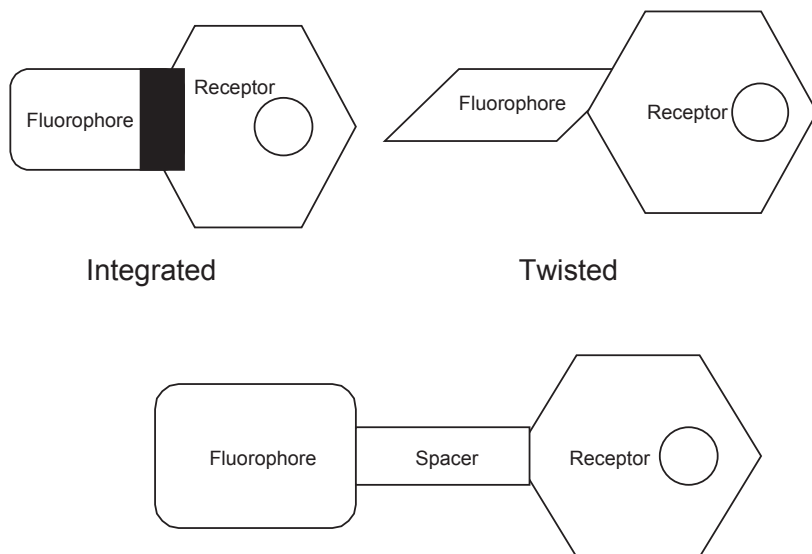 Fluorophore
Receptor
Fluorophore
Receptor
Integrated
Twisted
Fluorophore
Spacer
Receptor